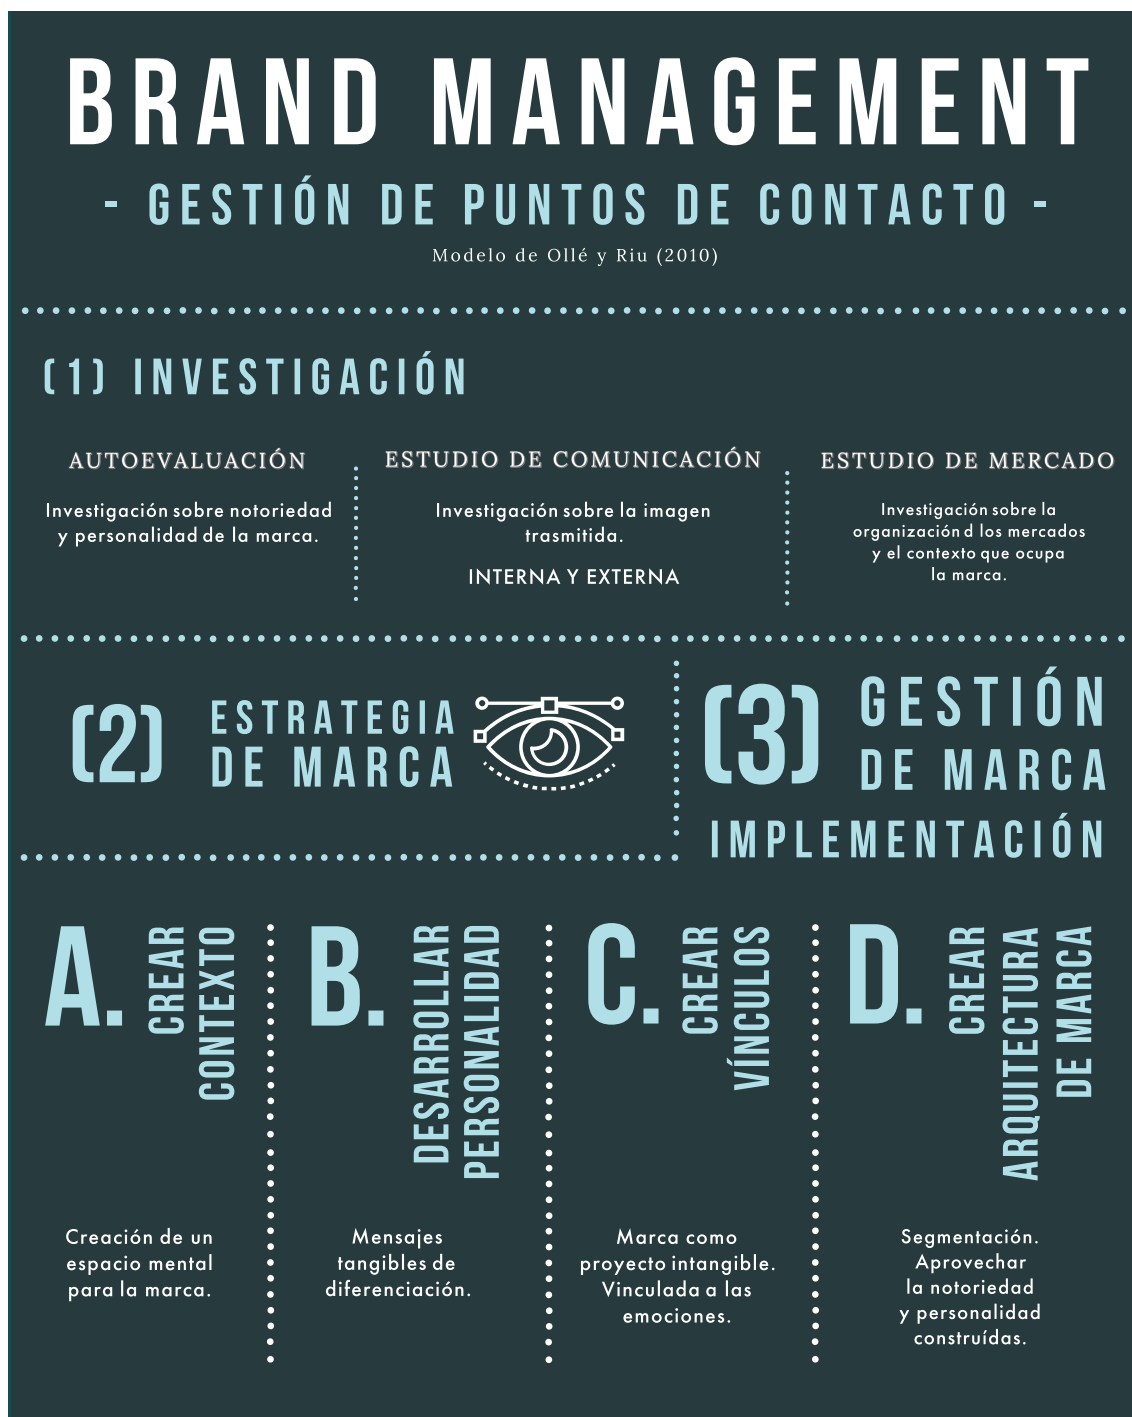 BRAND MANAGEMENT
- GESTIÓN DE PUNTOS DE CONTACTO -
Modelo de Ollé y Riu (2010)
(1) INVESTIGACIÓN
AUTOEVALUACIÓN
Investigación sobre notoriedad
y personalidad de la marca.
ESTUDIO DE COMUNICACIÓN
Investigación sobre la imagen
trasmitida.
INTERNA Y EXTERNA
ESTUDIO DE MERCADO
Investigación sobre la
organización d los mercados
y el contexto que ocupa
la marca.
(2)
ESTRATEGIA
DE MARCA
(3)
GESTIÓN
DE MARCA
IMPLEMENTACIÓN
A.
CREAR
CONTEXTO
Creación de un
espacio mental
para la marca.
B.
DESARROLLAR
PERSONALIDAD
Mensajes
tangibles de
diferenciación.
C.
CREAR
VÍNCULOS
Marca como
proyecto intangible.
Vinculada a las
emociones.
D.
CREAR
ARQUITECTURA
DE MARCA
Segmentación.
Aprovechar
la notoriedad
y personalidad
construídas.